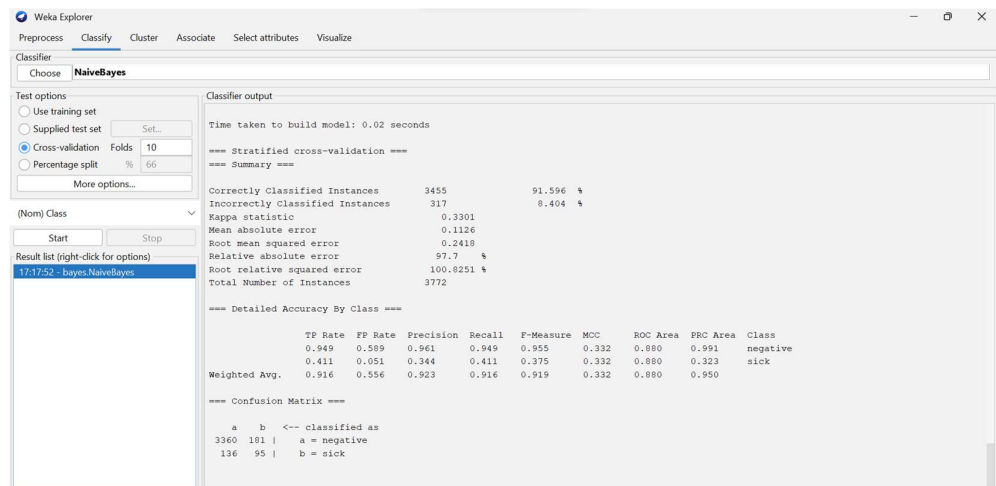 Weka Explorer
Preprocess Classify Cluster Associate Select attributes Visualize
Classifier
Choose NaiveBayes
Test options
Use training set
Supplied test set Set...
Cross-validation Folds 10
Percentage split % 66
More options...
(Nom) Class
Start Stop
Result list (right-click for options)
17:17:52 - bayes.NaiveBayes
Classifier output
Time taken to build model: 0.02 seconds
=== Stratified cross-validation ===
=== Summary ===
Correctly Classified Instances 3455 91.596 %
Incorrectly Classified Instances 317 8.404 %
Kappa statistic 0.3301
Mean absolute error 0.1126
Root mean squared error 0.2418
Relative absolute error 97.7 %
Root relative squared error 100.8251 %
Total Number of Instances 3772
=== Detailed Accuracy By Class ===
TP Rate FP Rate Precision Recall F-Measure MCC ROC Area PRC Area Class
0.949 0.589 0.961 0.949 0.955 0.332 0.880 0.991 negative
0.411 0.051 0.344 0.411 0.375 0.332 0.880 0.323 sick
Weighted Avg. 0.916 0.556 0.923 0.916 0.919 0.332 0.880 0.950
=== Confusion Matrix ===
a b <-- classified as
3360 181 | a = negative
136 95 | b = sick